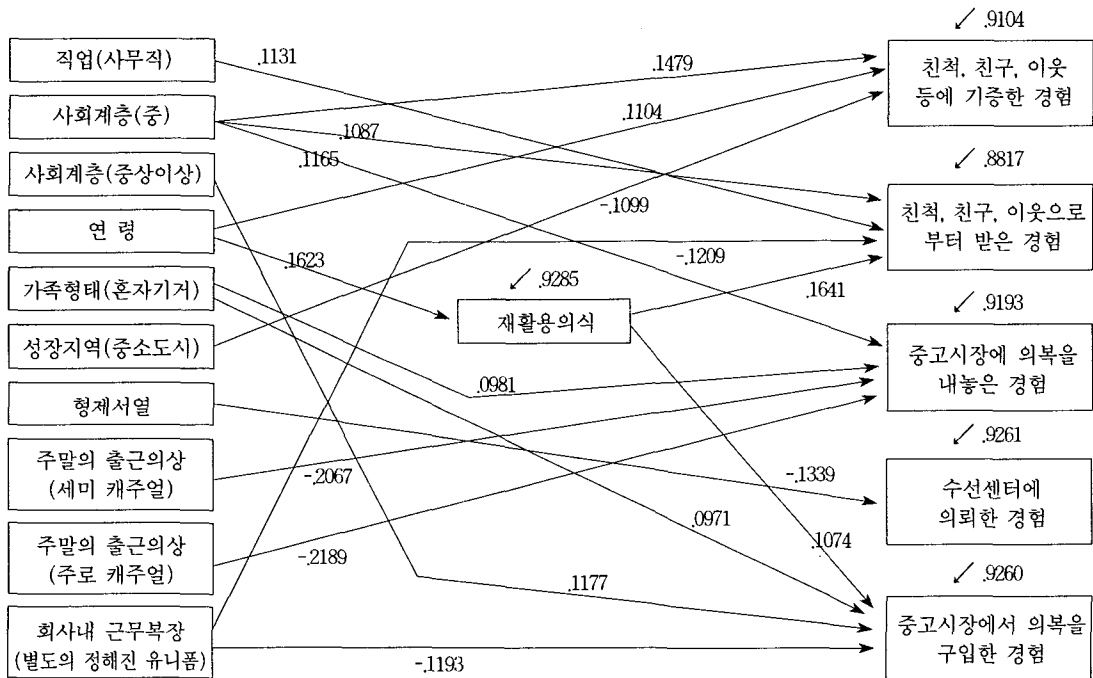 직업(사무직)
사회계층(중)
사회계층(중상이상)
연 령
가족형태(혼자기거)
성장지역(중소도시)
형제서열
주말의 출근의상
(세미 캐주얼)
주말의 출근의상
(주로 캐주얼)
회사내 근무복장
(별도의 정해진 유니폼)
.1131
.1479
.1104
.1087
.1165
-.1099
-.1209
.1623
.1641
.0981
-.2067
-.1339
.0971
-.2189
.1074
.1177
-.1193
↙ .9285
재활용의식
↙ .9104
친척, 친구, 이웃
등에 기증한 경험
↙ .8817
친척, 친구, 이웃으로
부터 받은 경험
↙ .9193
중고시장에 의복을
내놓은 경험
↙ .9261
수선센터에
의뢰한 경험
↙ .9260
중고시장에서 의복을
구입한 경험